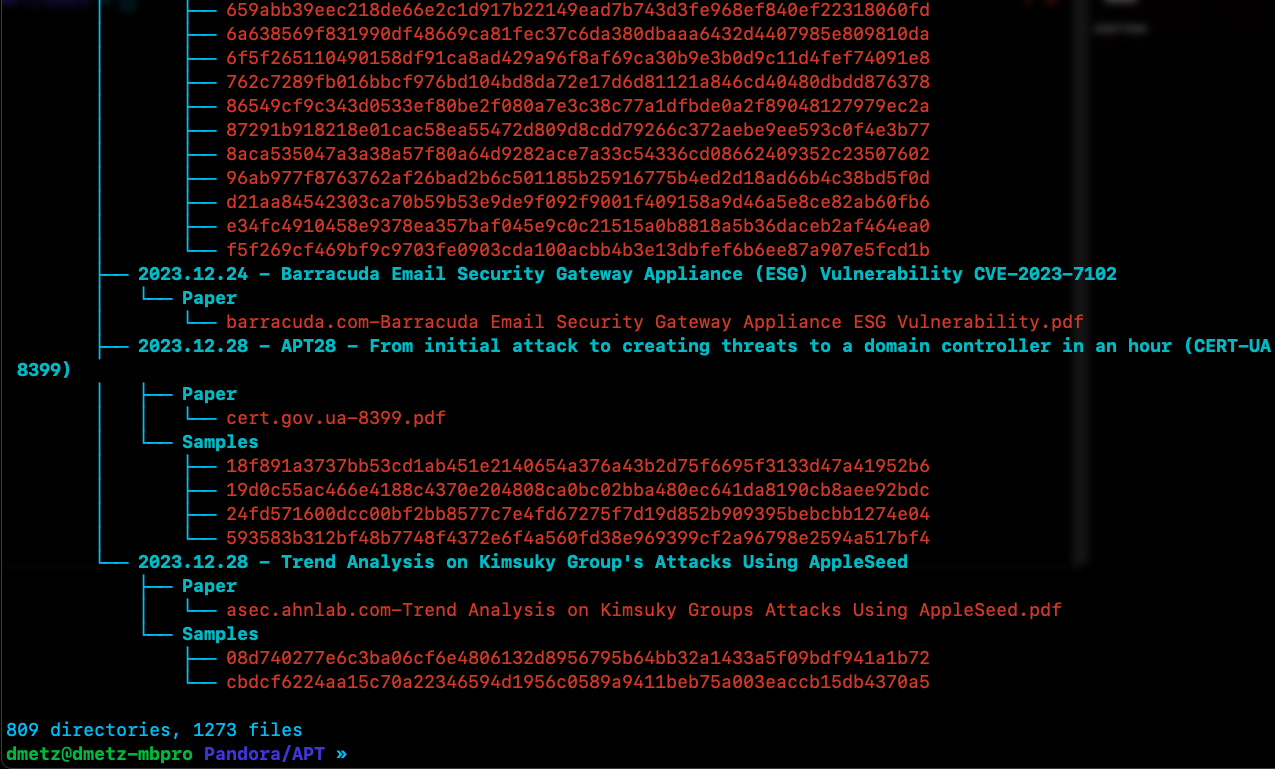 ├── 659abb39eec218de66e2c1d917b22149ead7b743d3fe968ef840ef22318060fd
├── 6a638569f831990df48669ca81fec37c6da380dbaaa6432d4407985e809810da
├── 6f5f265110490158df91ca8ad429a96f8af69ca30b9e3b0d9c11d4fef74091e8
├── 762c7289fb016bbcf976bd104bd8da72e17d6d81121a846cd40480dbdd876378
├── 86549cf9c343d0533ef80be2f080a7e3c38c77a1dfbde0a2f89048127979ec2a
├── 87291b918218e01cac58ea55472d809d8cdd79266c372aebe9ee593c0f4e3b77
├── 8aca535047a3a38a57f80a64d9282ace7a33c54336cd08662409352c23507602
├── 96ab977f8763762af26bad2b6c501185b25916775b4ed2d18ad66b4c38bd5f0d
├── d21aa84542303ca70b59b53e9de9f092f9001f409158a9d46a5e8ce82ab60fb6
├── e34fc4910458e9378ea357baf045e9c0c21515a0b8818a5b36daceb2af464ea0
└── f5f269cf469bf9c9703fe0903cda100acbb4b3e13dbfef6b6ee87a907e5fcd1b
├── 2023.12.24 - Barracuda Email Security Gateway Appliance (ESG) Vulnerability CVE-2023-7102
└── Paper
└── barracuda.com-Barracuda Email Security Gateway Appliance ESG Vulnerability.pdf
├── 2023.12.28 - APT28 - From initial attack to creating threats to a domain controller in an hour (CERT-UA
8399)
├── Paper
└── cert.gov.ua-8399.pdf
└── Samples
├── 18f891a3737bb53cd1ab451e2140654a376a43b2d75f6695f3133d47a41952b6
├── 19d0c55ac466e4188c4370e204808ca0bc02bba480ec641da8190cb8aee92bdc
├── 24fd571600dcc00bf2bb8577c7e4fd67275f7d19d852b909395bebcbb1274e04
└── 593583b312bf48b7748f4372e6f4a560fd38e969399cf2a96798e2594a517bf4
└── 2023.12.28 - Trend Analysis on Kimsuky Group's Attacks Using AppleSeed
├── Paper
└── asec.ahnlab.com-Trend Analysis on Kimsuky Groups Attacks Using AppleSeed.pdf
└── Samples
├── 08d740277e6c3ba06cf6e4806132d8956795b64bb32a1433a5f09bdf941a1b72
└── cbdcf6224aa15c70a22346594d1956c0589a9411beb75a003eaccb15db4370a5
809 directories, 1273 files
dmetz@dmetz-mbpro Pandora/APT »